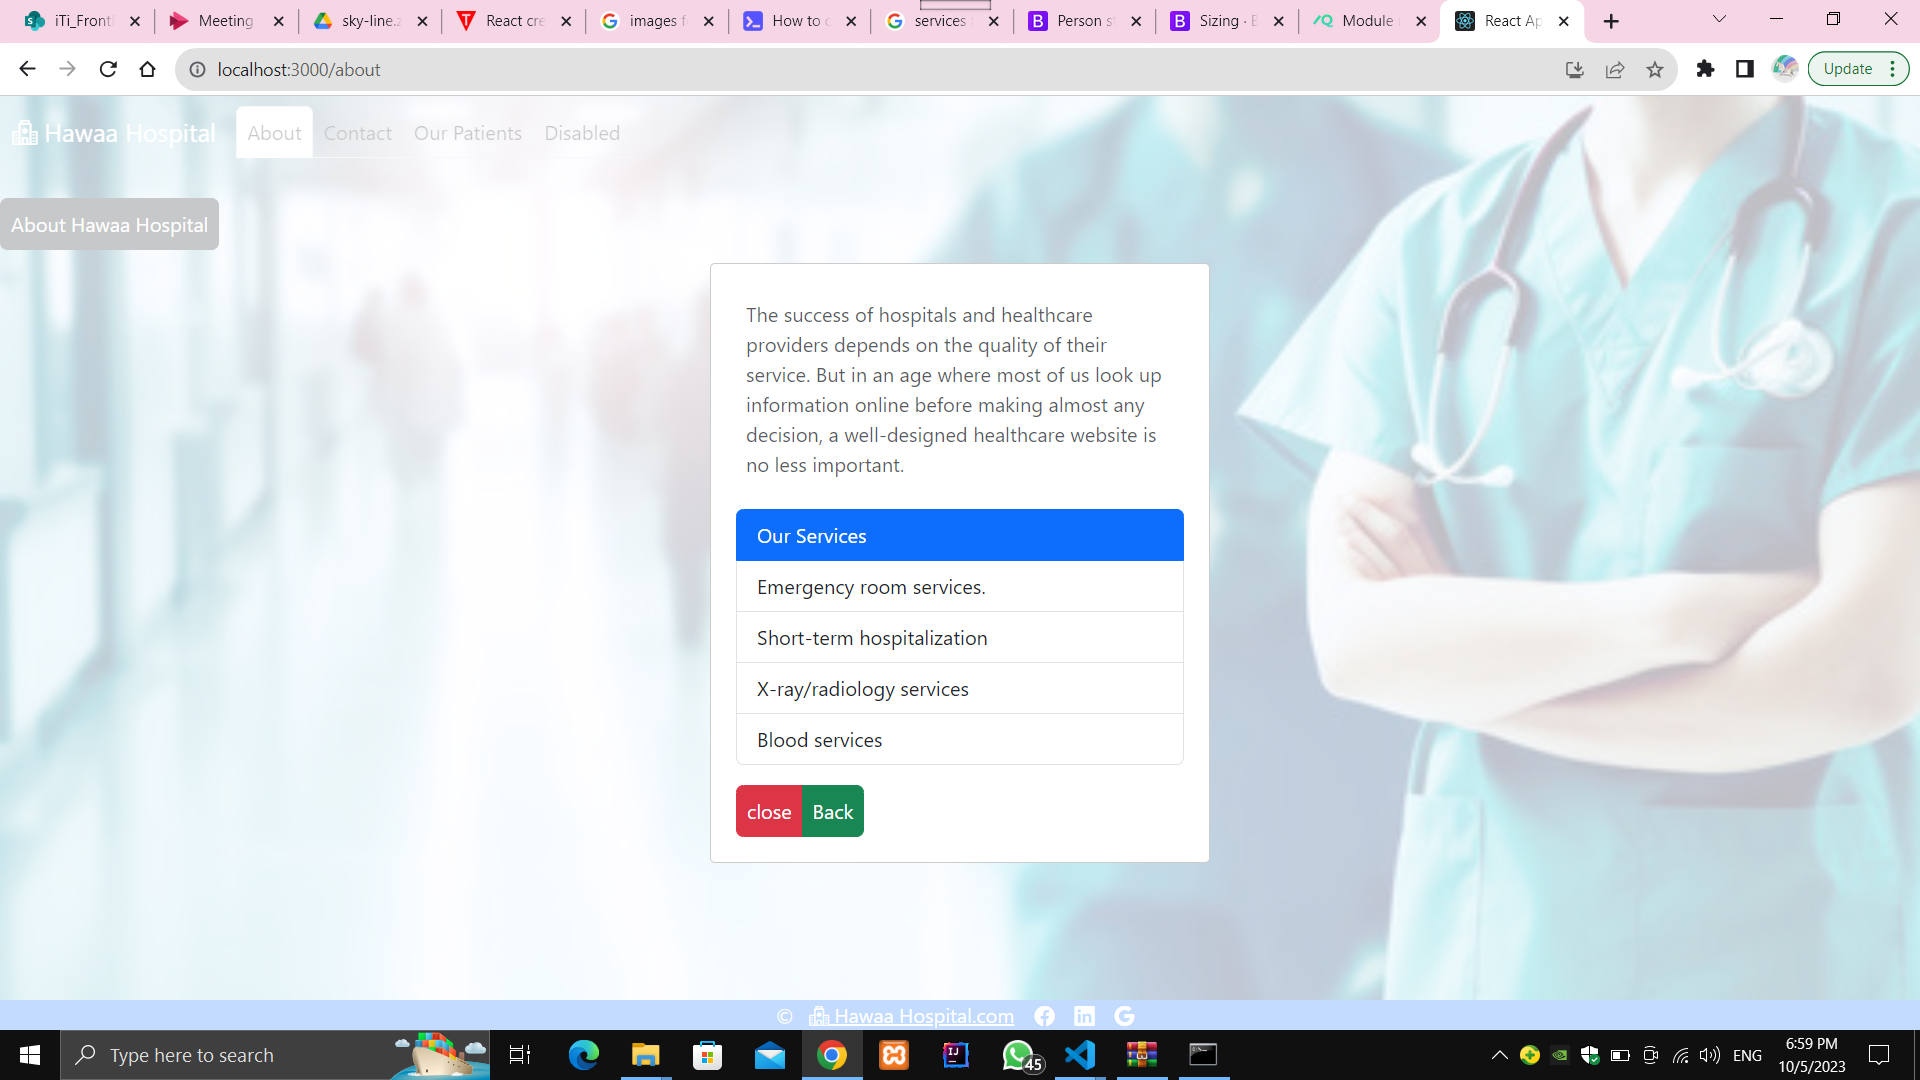 iTi_Front
Meeting
sky-line.z
React cre
images f
How to c
services
Person s
Sizing · B
Module
React Ap
localhost:3000/about
Update
Hawaa Hospital
About
Contact
Our Patients
Disabled
About Hawaa Hospital
The success of hospitals and healthcare
providers depends on the quality of their
service. But in an age where most of us look up
information online before making almost any
decision, a well-designed healthcare website is
no less important.
Our Services
Emergency room services.
Short-term hospitalization
X-ray/radiology services
Blood services
close
Back
© Hawaa Hospital.com
Type here to search
45
ENG
6:59 PM
10/5/2023